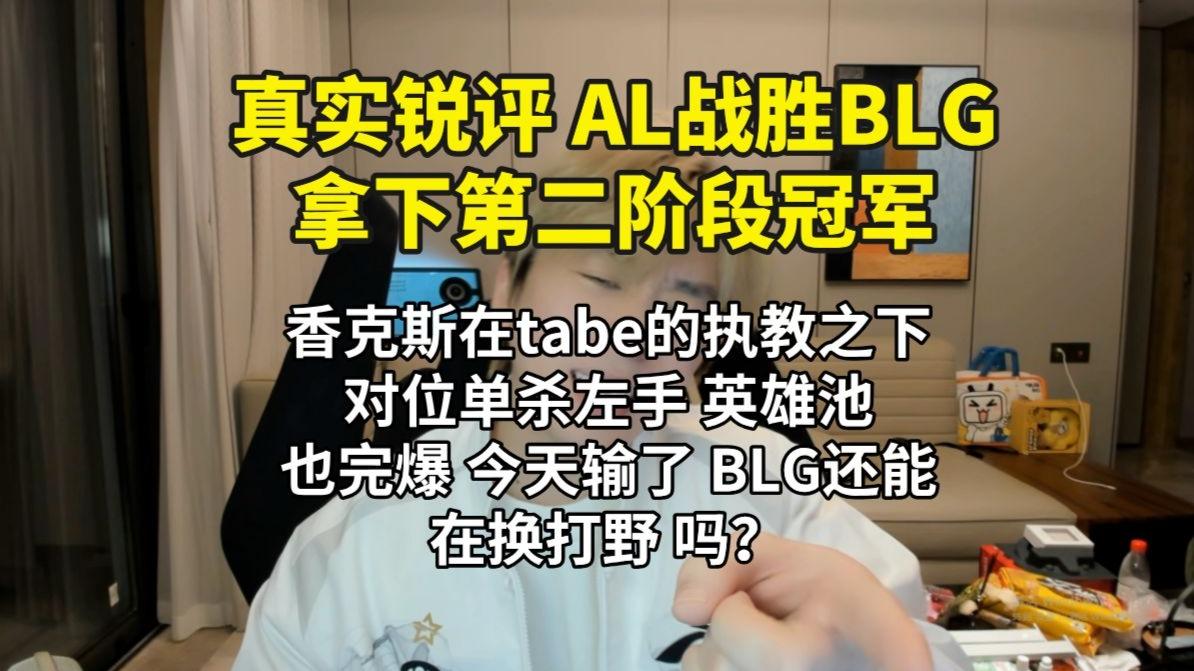 真实锐评 AL战胜BLG
拿下第二阶段冠军
香克斯在tabe的执教之下
对位单杀左手 英雄池
也完爆 今天输了 BLG还能
在换打野 吗?